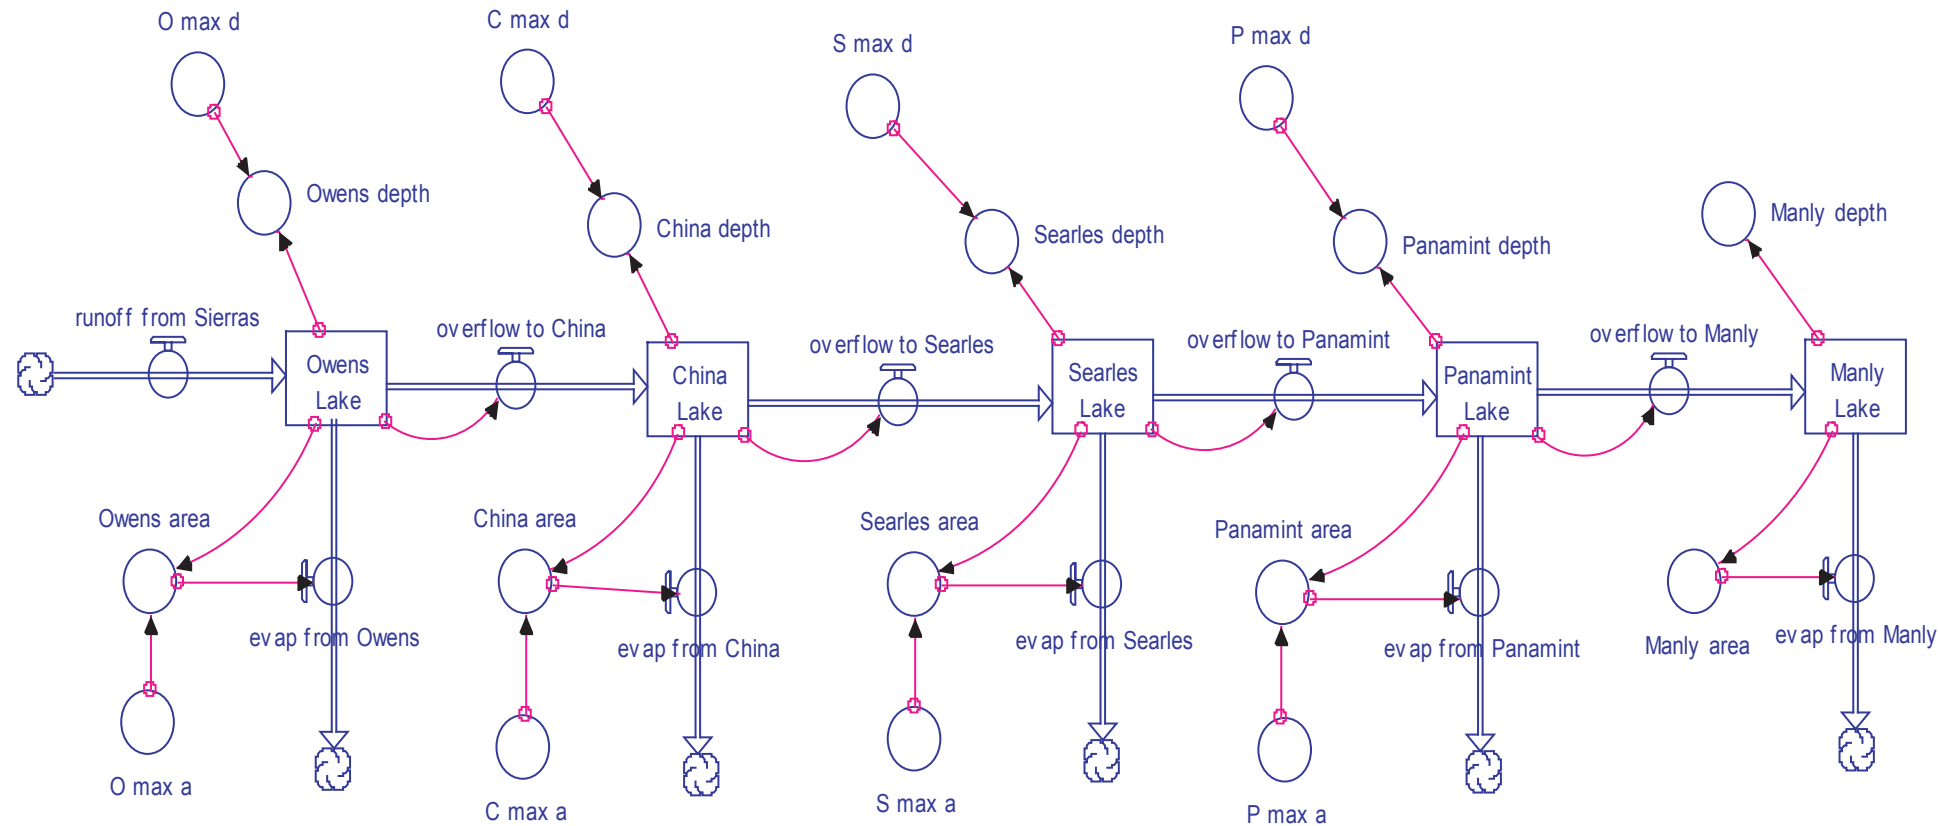 O max d
C max d
S max d
P max d
Owens depth
China depth
Searles depth
Panamint depth
Manly depth
runoff from Sierras
overflow to China
overflow to Searles
overflow to Panamint
overflow to Manly
Owens
Lake
China
Lake
Searles
Lake
Panamint
Lake
Manly
Lake
Owens area
China area
Searles area
Panamint area
Manly area
evap from Owens
evap from China
evap from Searles
evap from Panamint
evap from Manly
O max a
C max a
S max a
P max a